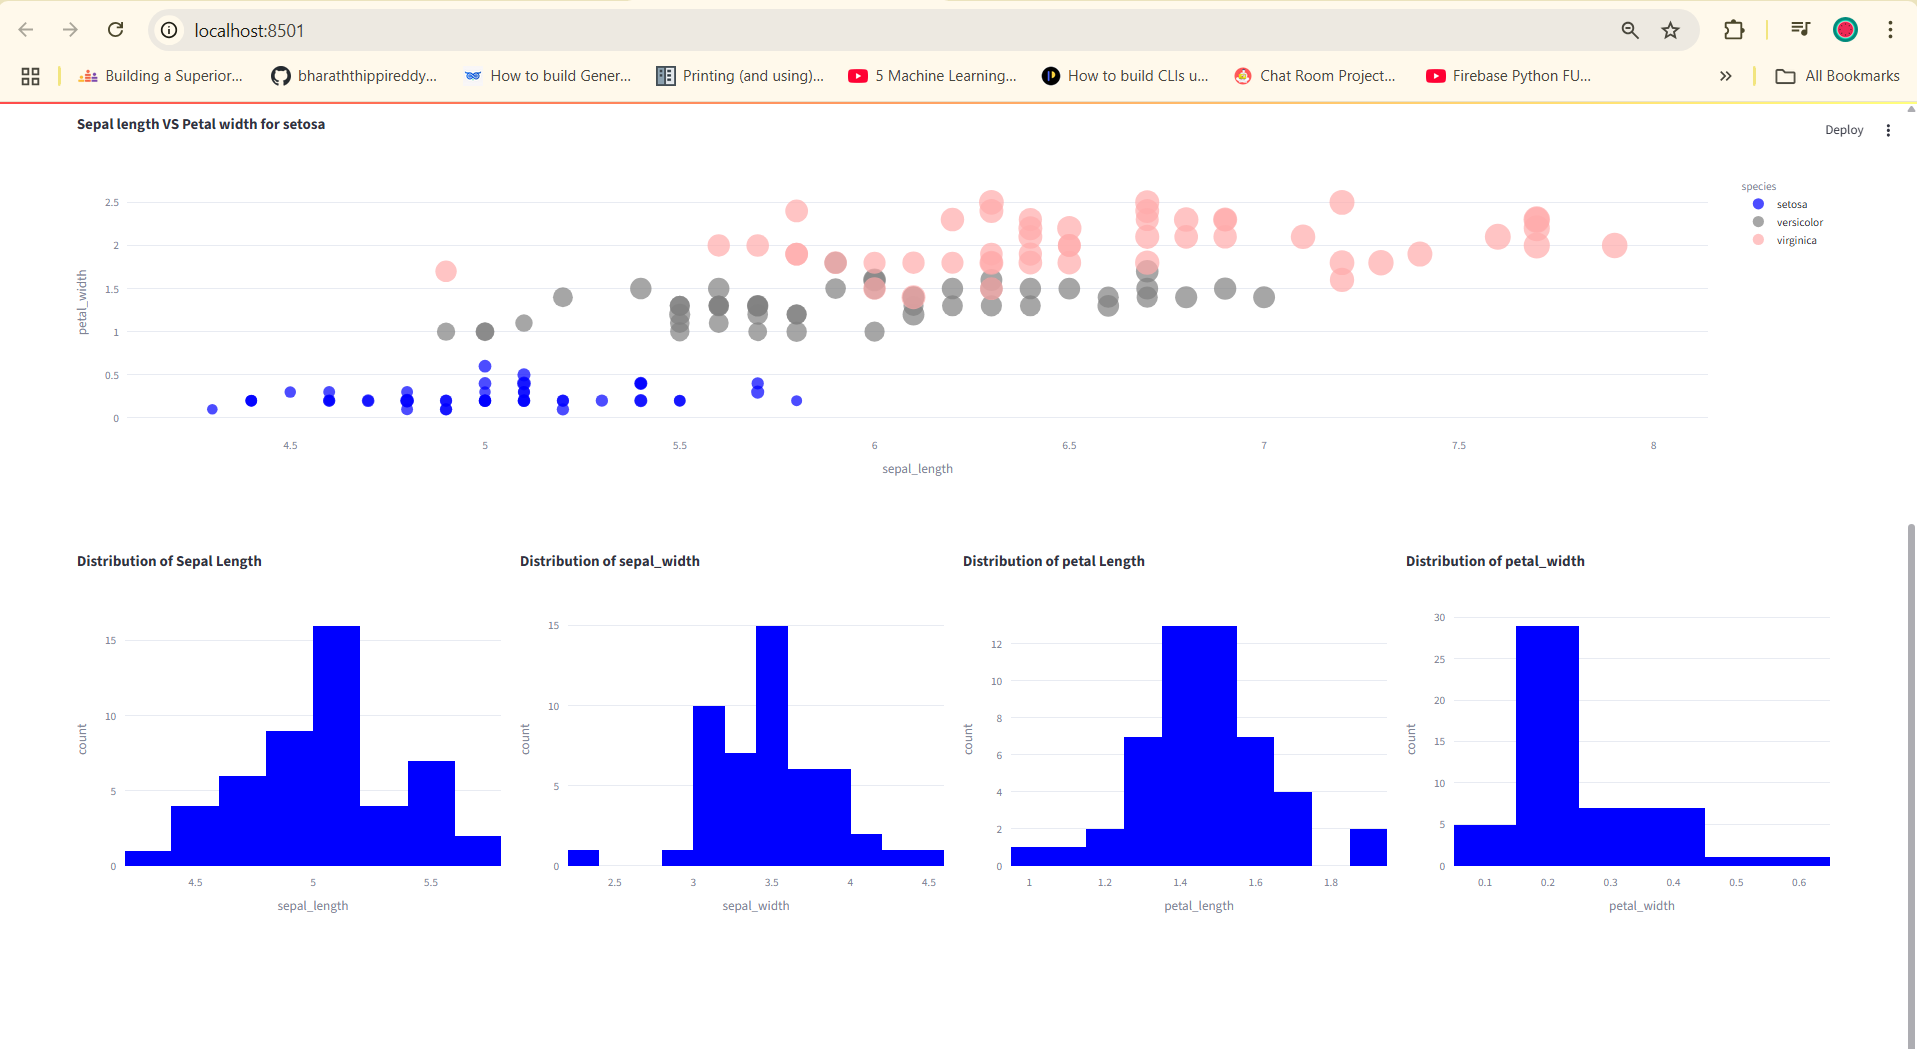 localhost:8501
Building a Superior...
bharaththippireddy...
How to build Gener...
Printing (and using)...
5 Machine Learning...
How to build CLIs u...
Chat Room Project...
Firebase Python FU...
All Bookmarks
Sepal length VS Petal width for setosa
Deploy
species
setosa
versicolor
virginica
petal_width
2.5
2
1.5
1
0.5
0
4.5 5 5.5 6 6.5 7 7.5 8
sepal_length
Distribution of Sepal Length
count
15
10
5
0
4.5 5 5.5
sepal_length
Distribution of sepal_width
count
15
10
5
0
2.5 3 3.5 4 4.5
sepal_width
Distribution of petal Length
count
12
10
8
6
4
2
0
1 1.2 1.4 1.6 1.8
petal_length
Distribution of petal_width
count
30
25
20
15
10
5
0
0.1 0.2 0.3 0.4 0.5 0.6
petal_width